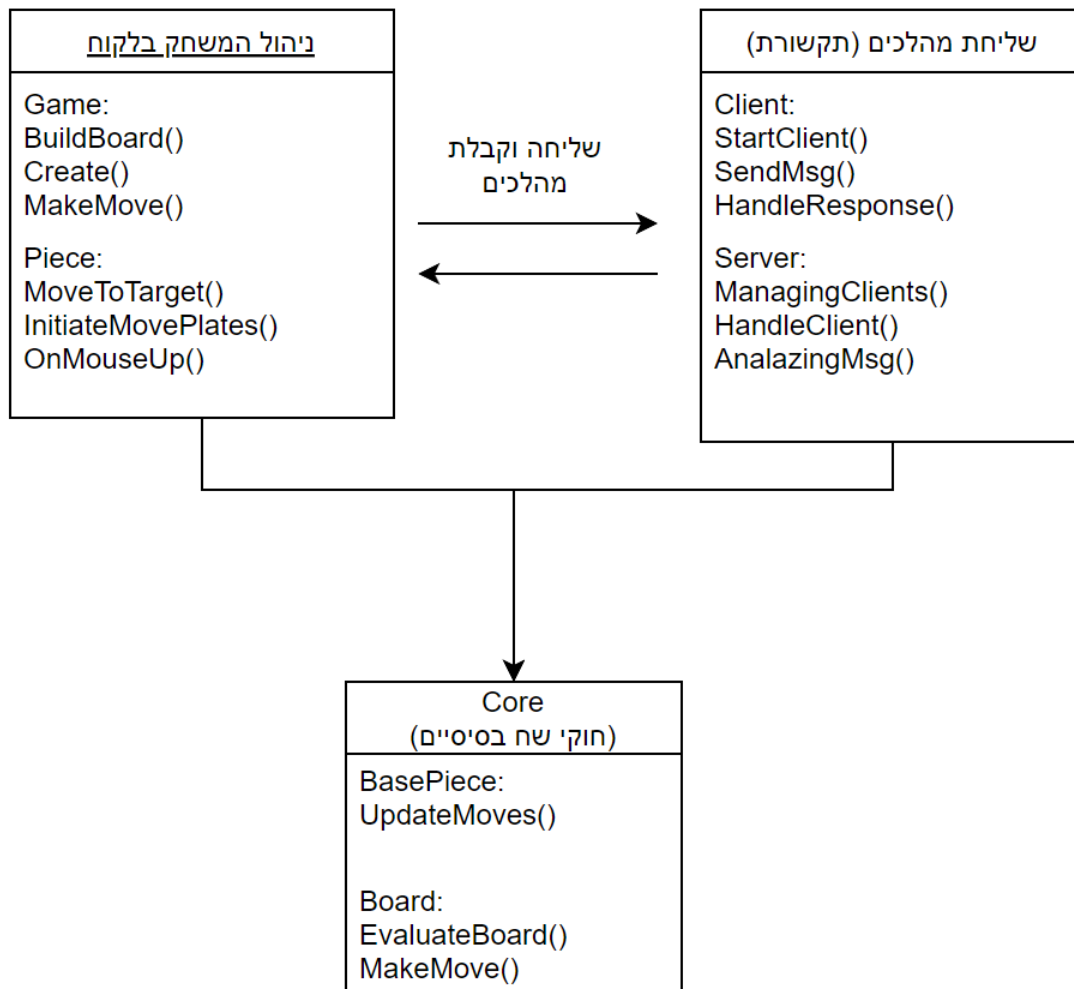 ניהול המשחק בלקוח
Game:
BuildBoard()
Create()
MakeMove()
Piece:
MoveToTarget()
InitiateMovePlates()
OnMouseUp()
שליחה וקבלת
מהלכים
שליחת מהלכים (תקשורת)
Client:
StartClient()
SendMsg()
HandleResponse()
Server:
ManagingClients()
HandleClient()
AnalazingMsg()
Core
(חוקי שח בסיסיים)
BasePiece:
UpdateMoves()
Board:
EvaluateBoard()
MakeMove()